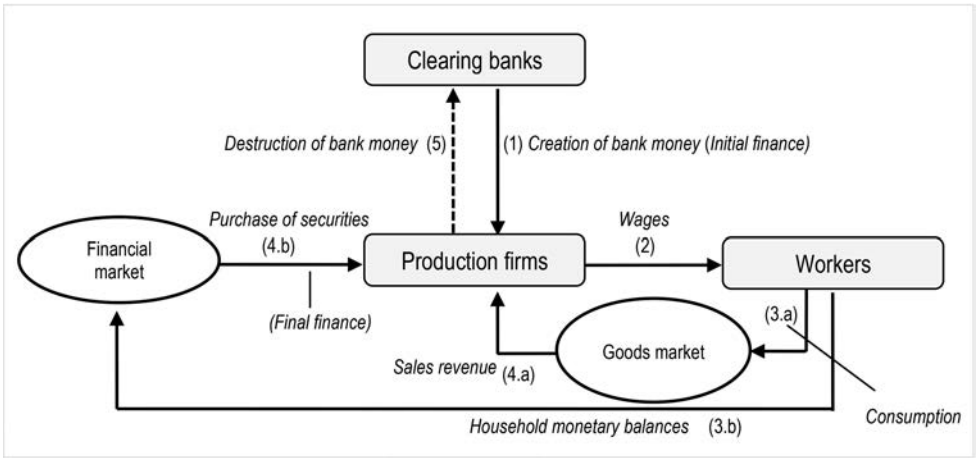 Clearing banks
Destruction of bank money (5)
(1) Creation of bank money (Initial finance)
Purchase of securities
(4.b)
Wages
(2)
Financial
market
Production firms
Workers
(Final finance)
(3.a)
Goods market
Sales revenue (4.a)
Consumption
Household monetary balances (3.b)